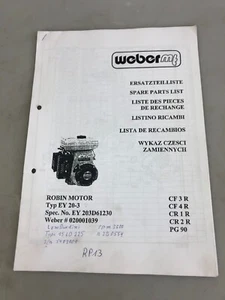 weber mt
ERSATZTEILLISTE
SPARE PARTS LIST
LISTE DES PIECES
DE RECHANGE
LISTINO RICAMBI
LISTA DE RECAMBIOS
WYKAZ CZESCI
ZAMIENNYCH
ROBIN MOTOR
Typ EY 20-3
Spec. No. EY 203D61230
Weber # 020001039
CF 3 R
CF 4 R
CR 1 R
CR 2 R
PG 90
Lombardini
RP13